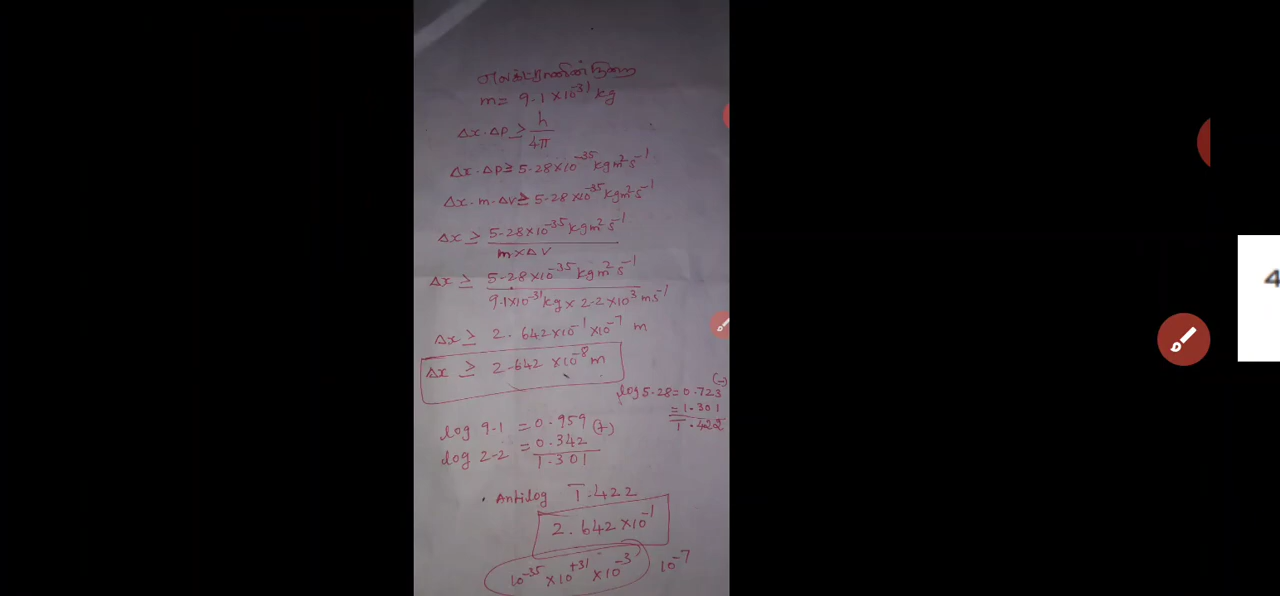 எலக்ட்ரானின் நிறை
m = 9.1 × 10⁻³¹ kg
Δx · ΔP ≥ h/4π
Δx · ΔP ≥ 5.28 × 10⁻³⁵ kg m² s⁻¹
Δx · m · ΔV ≥ 5.28 × 10⁻³⁵ kg m² s⁻¹
Δx ≥ 5.28 × 10⁻³⁵ kg m² s⁻¹ / m × ΔV
Δx ≥ 5.28 × 10⁻³⁵ kg m² s⁻¹ / 9.1 × 10⁻³¹ kg × 2.2 × 10³ ms⁻¹
Δx ≥ 2.642 × 10⁻¹ × 10⁻⁷ m
Δx ≥ 2.642 × 10⁻⁸ m
log 5.28 = 0.723 (-)
= 1.301
1̅.422
log 9.1 = 0.959 (+)
log 2.2 = 0.342
1.301
Antilog 1̅.422
2.642 × 10⁻¹
10⁻³⁵ × 10⁺³¹ × 10⁻³ 10⁻⁷
4